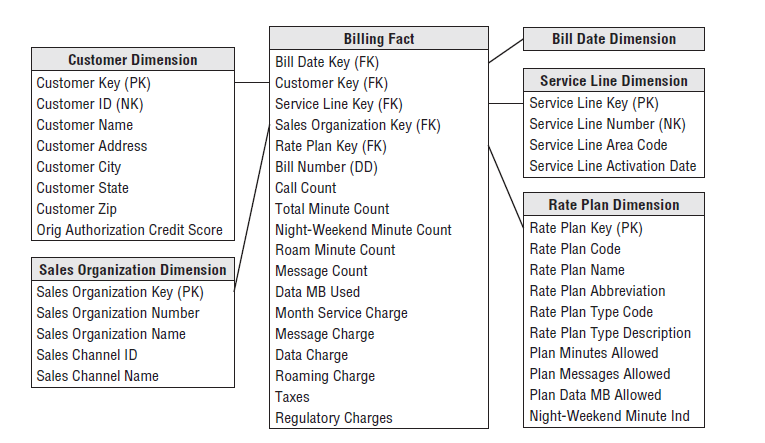 Customer Dimension
Customer Key (PK)
Customer ID (NK)
Customer Name
Customer Address
Customer City
Customer State
Customer Zip
Orig Authorization Credit Score
Sales Organization Dimension
Sales Organization Key (PK)
Sales Organization Number
Sales Organization Name
Sales Channel ID
Sales Channel Name
Billing Fact
Bill Date Key (FK)
Customer Key (FK)
Service Line Key (FK)
Sales Organization Key (FK)
Rate Plan Key (FK)
Bill Number (DD)
Call Count
Total Minute Count
Night-Weekend Minute Count
Roam Minute Count
Message Count
Data MB Used
Month Service Charge
Message Charge
Data Charge
Roaming Charge
Taxes
Regulatory Charges
Bill Date Dimension
Service Line Dimension
Service Line Key (PK)
Service Line Number (NK)
Service Line Area Code
Service Line Activation Date
Rate Plan Dimension
Rate Plan Key (PK)
Rate Plan Code
Rate Plan Name
Rate Plan Abbreviation
Rate Plan Type Code
Rate Plan Type Description
Plan Minutes Allowed
Plan Messages Allowed
Plan Data MB Allowed
Night-Weekend Minute Ind